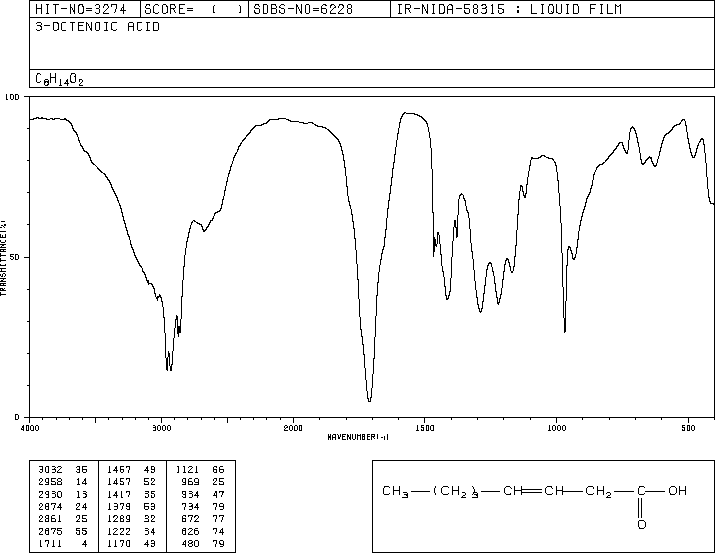 HIT-NO=3274 SCORE= ( ) SDBS-NO=6228 IR-NIDA-58315 : LIQUID FILM
3-OCTENOIC ACID
C8H14O2
100
TRANSMITTANCE(%)
50
0
4000 3000 2000 1500 1000 500
WAVENUMBER(-1)
3032 36 1467 49 1121 66
2958 14 1457 52 969 25
2930 13 1417 35 934 47
2874 24 1379 53 734 79
2861 25 1289 32 672 77
2675 55 1222 34 626 74
1711 4 1170 43 480 79
CH3—(CH2)3—CH=CH—CH2—C—OH
O